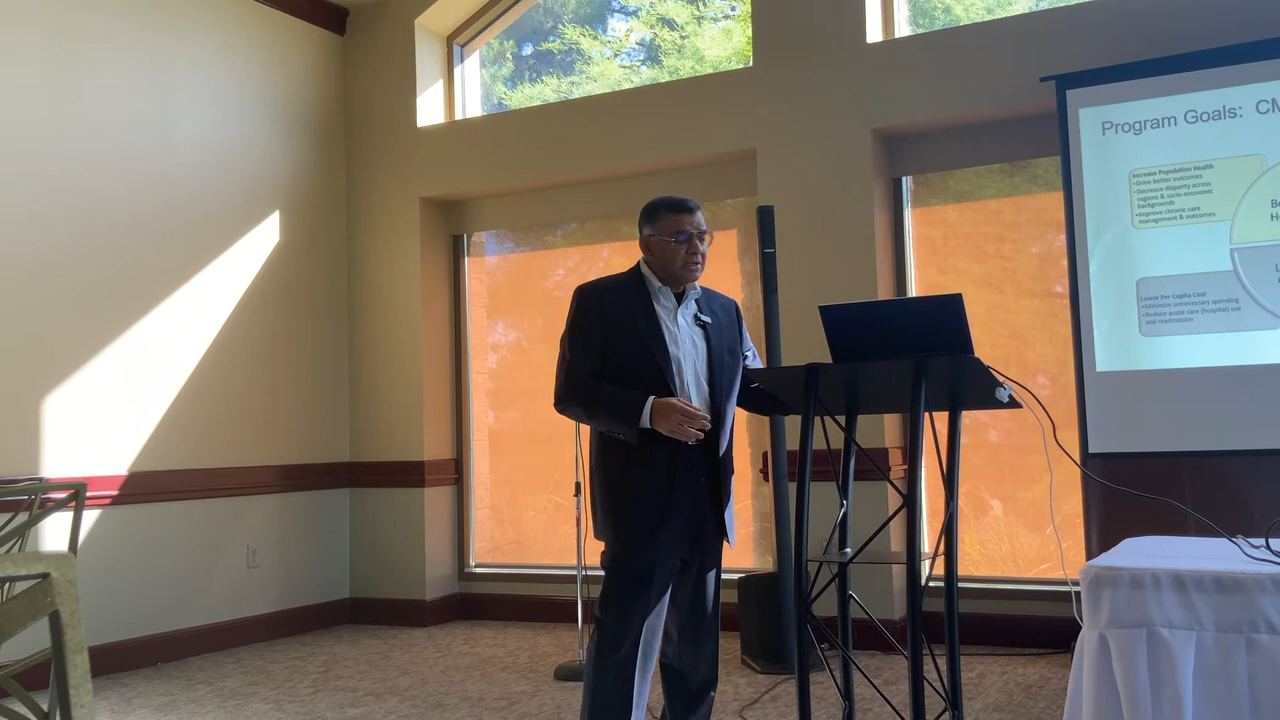 Program Goals: CM
Increase Population Health
•Drive better outcomes
•Decrease disparity across
regions & socio-economic
backgrounds
•Improve chronic care
management & outcomes
Be
H
L
Lower Per Capita Cost
•Minimize unnecessary spending
•Reduce acute care (hospital) use
and readmission